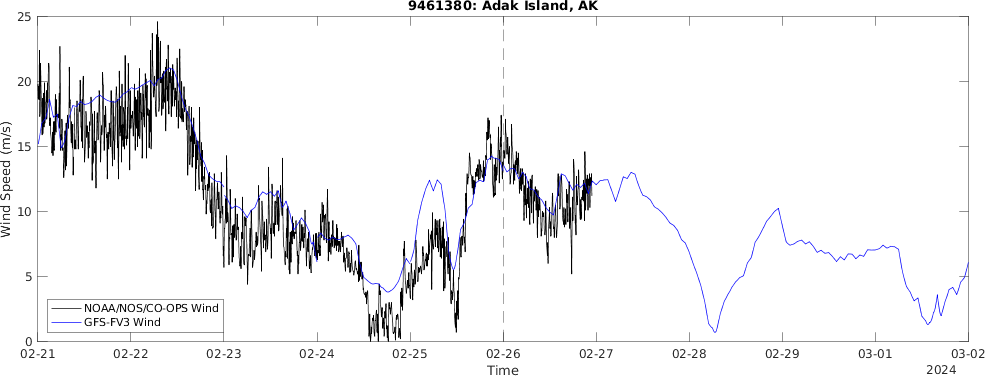 9461380: Adak Island, AK
Wind Speed (m/s)
25
20
15
10
5
0
NOAA/NOS/CO-OPS Wind
GFS-FV3 Wind
02-21 02-22 02-23 02-24 02-25 02-26 02-27 02-28 02-29 03-01 03-02
Time
2024